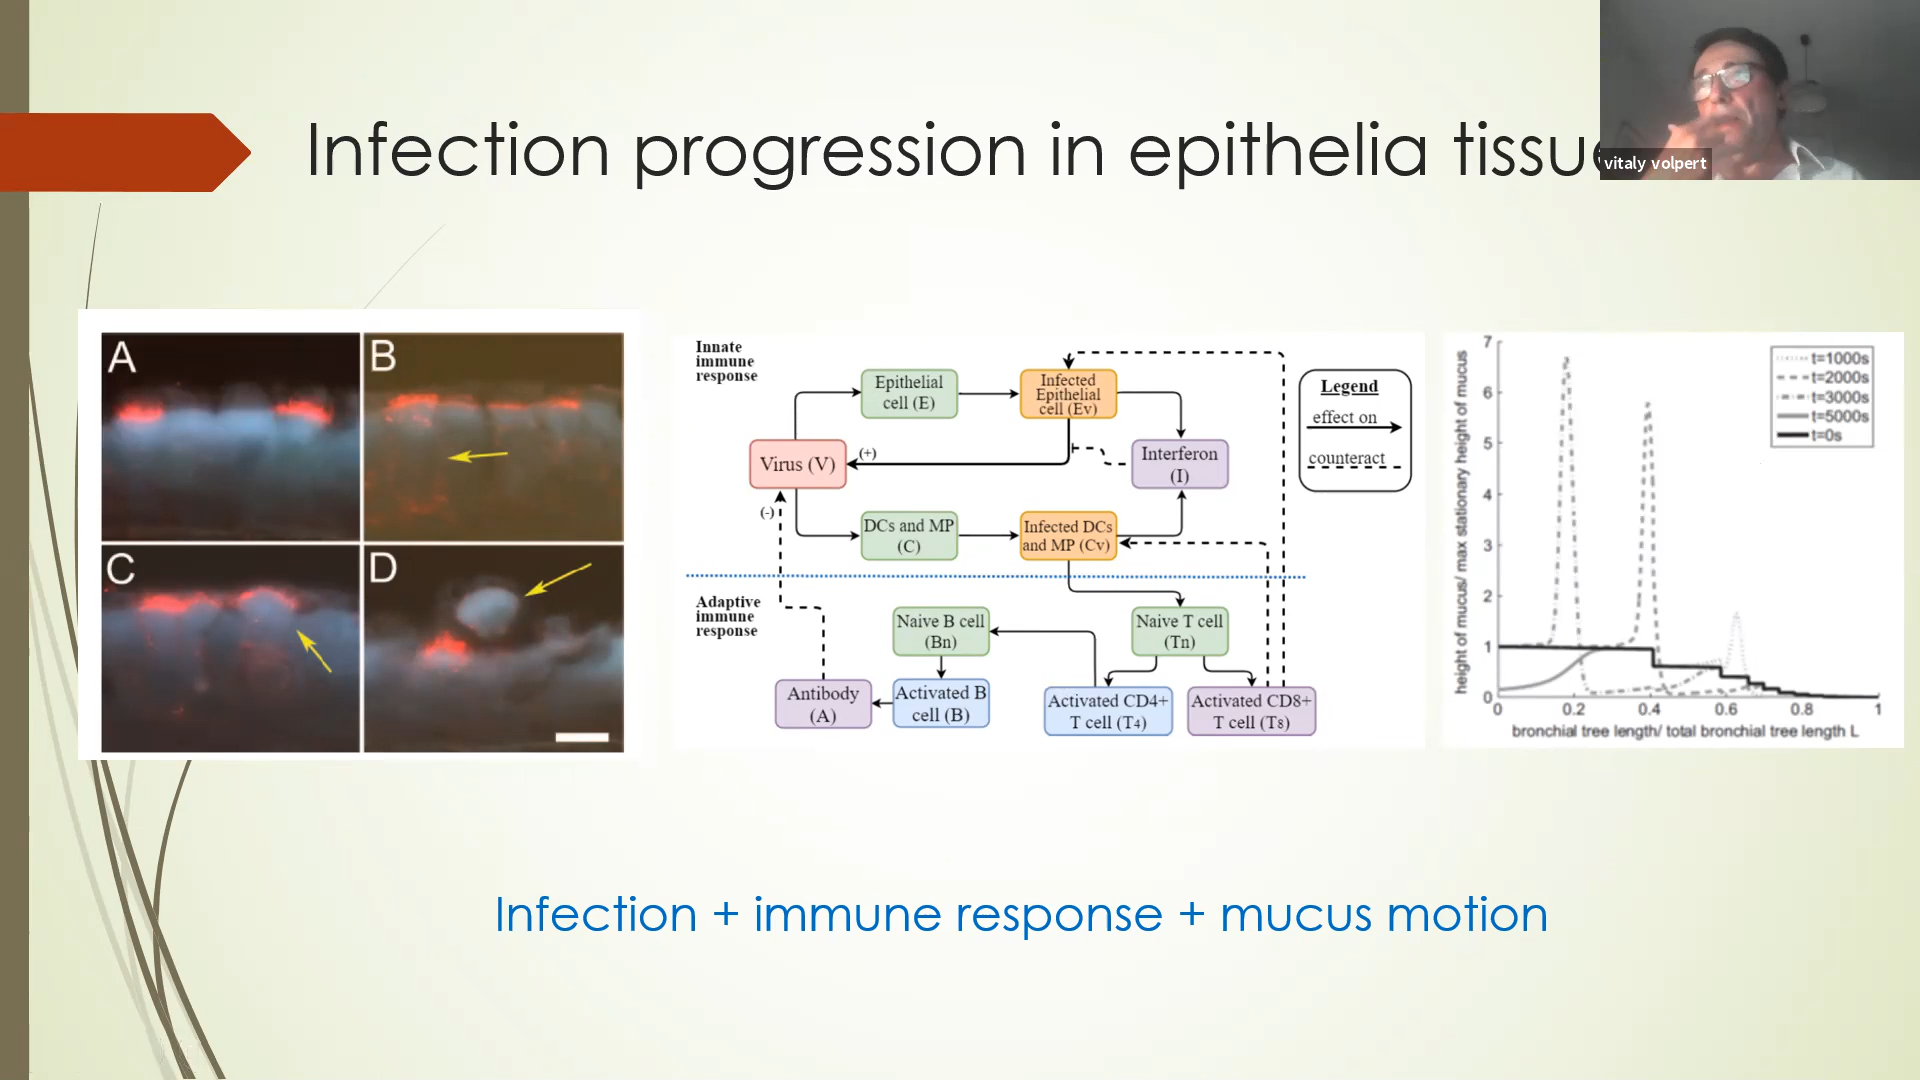 Infection progression in epithelia tissue
vitaly volpert
A
B
C
D
Innate
immune
response
Epithelial
cell (E)
Infected
Epithelial
cell (Ev)
Legend
effect on
counteract
Virus (V)
(+)
Interferon
(I)
(-)
DCs and MP
(C)
Infected DCs
and MP (Cv)
Adaptive
immune
response
Naive B cell
(Bn)
Naive T cell
(Tn)
Antibody
(A)
Activated B
cell (B)
Activated CD4+
T cell (T4)
Activated CD8+
T cell (T8)
height of mucus/ max stationary height of mucus
7
6
5
4
3
2
1
0
t=1000s
t=2000s
t=3000s
t=5000s
t=0s
0 0.2 0.4 0.6 0.8 1
bronchial tree length/ total bronchial tree length L
Infection + immune response + mucus motion